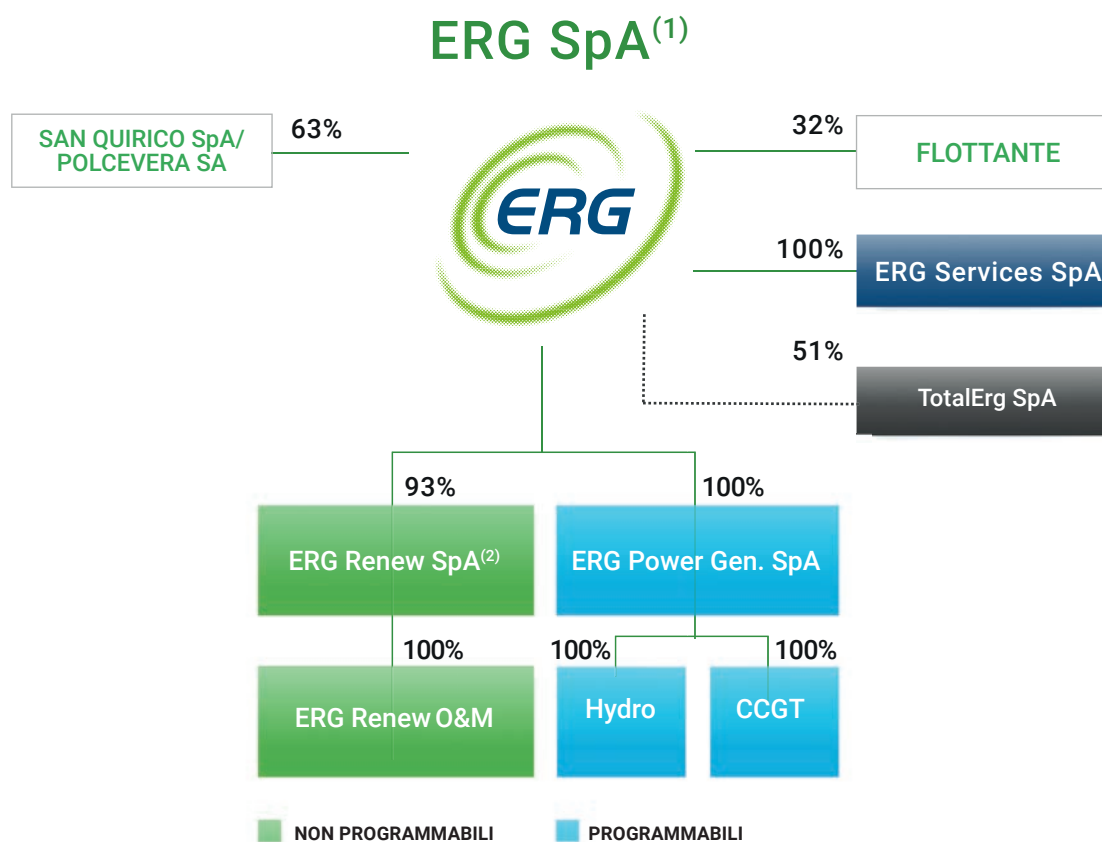 ERG SpA(1)
SAN QUIRICO SpA/
POLCEVERA SA
63%
ERG
32%
FLOTTANTE
100%
ERG Services SpA
51%
TotalErg SpA
93%
100%
ERG Renew SpA(2)
ERG Power Gen. SpA
100%
100%
100%
ERG Renew O&M
Hydro
CCGT
NON PROGRAMMABILI
PROGRAMMABILI